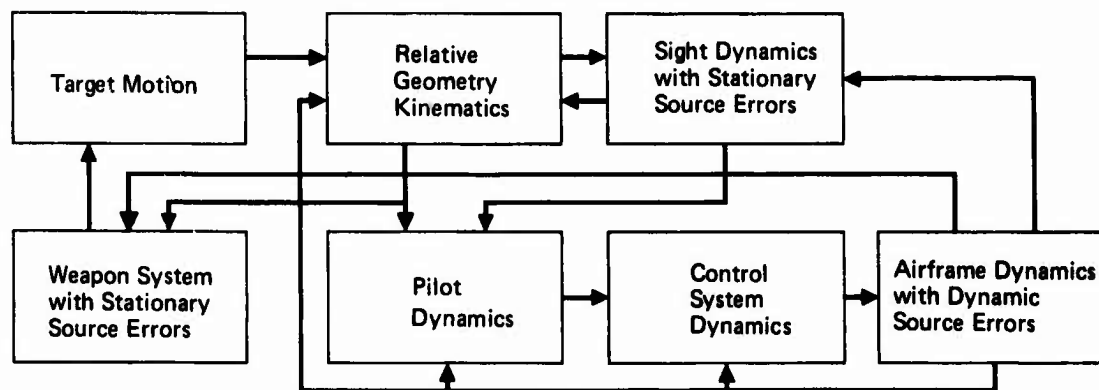 Target Motion
Relative
Geometry
Kinematics
Sight Dynamics
with Stationary
Source Errors
Weapon System
with Stationary
Source Errors
Pilot
Dynamics
Control
System
Dynamics
Airframe Dynamics
with Dynamic
Source Errors